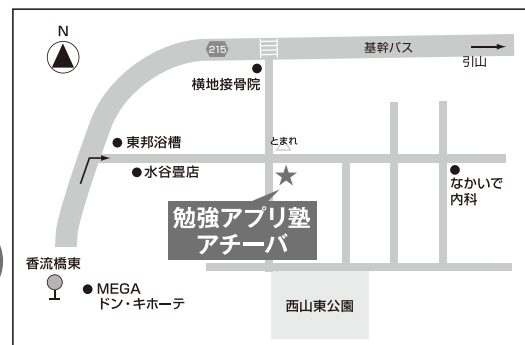 N
215
基幹バス
引山
横地接骨院
とまれ
東邦浴槽
水谷畳店
なかいで
内科
勉強アプリ塾
アチーバ
香流橋東
MEGA
ドン・キホーテ
西山東公園